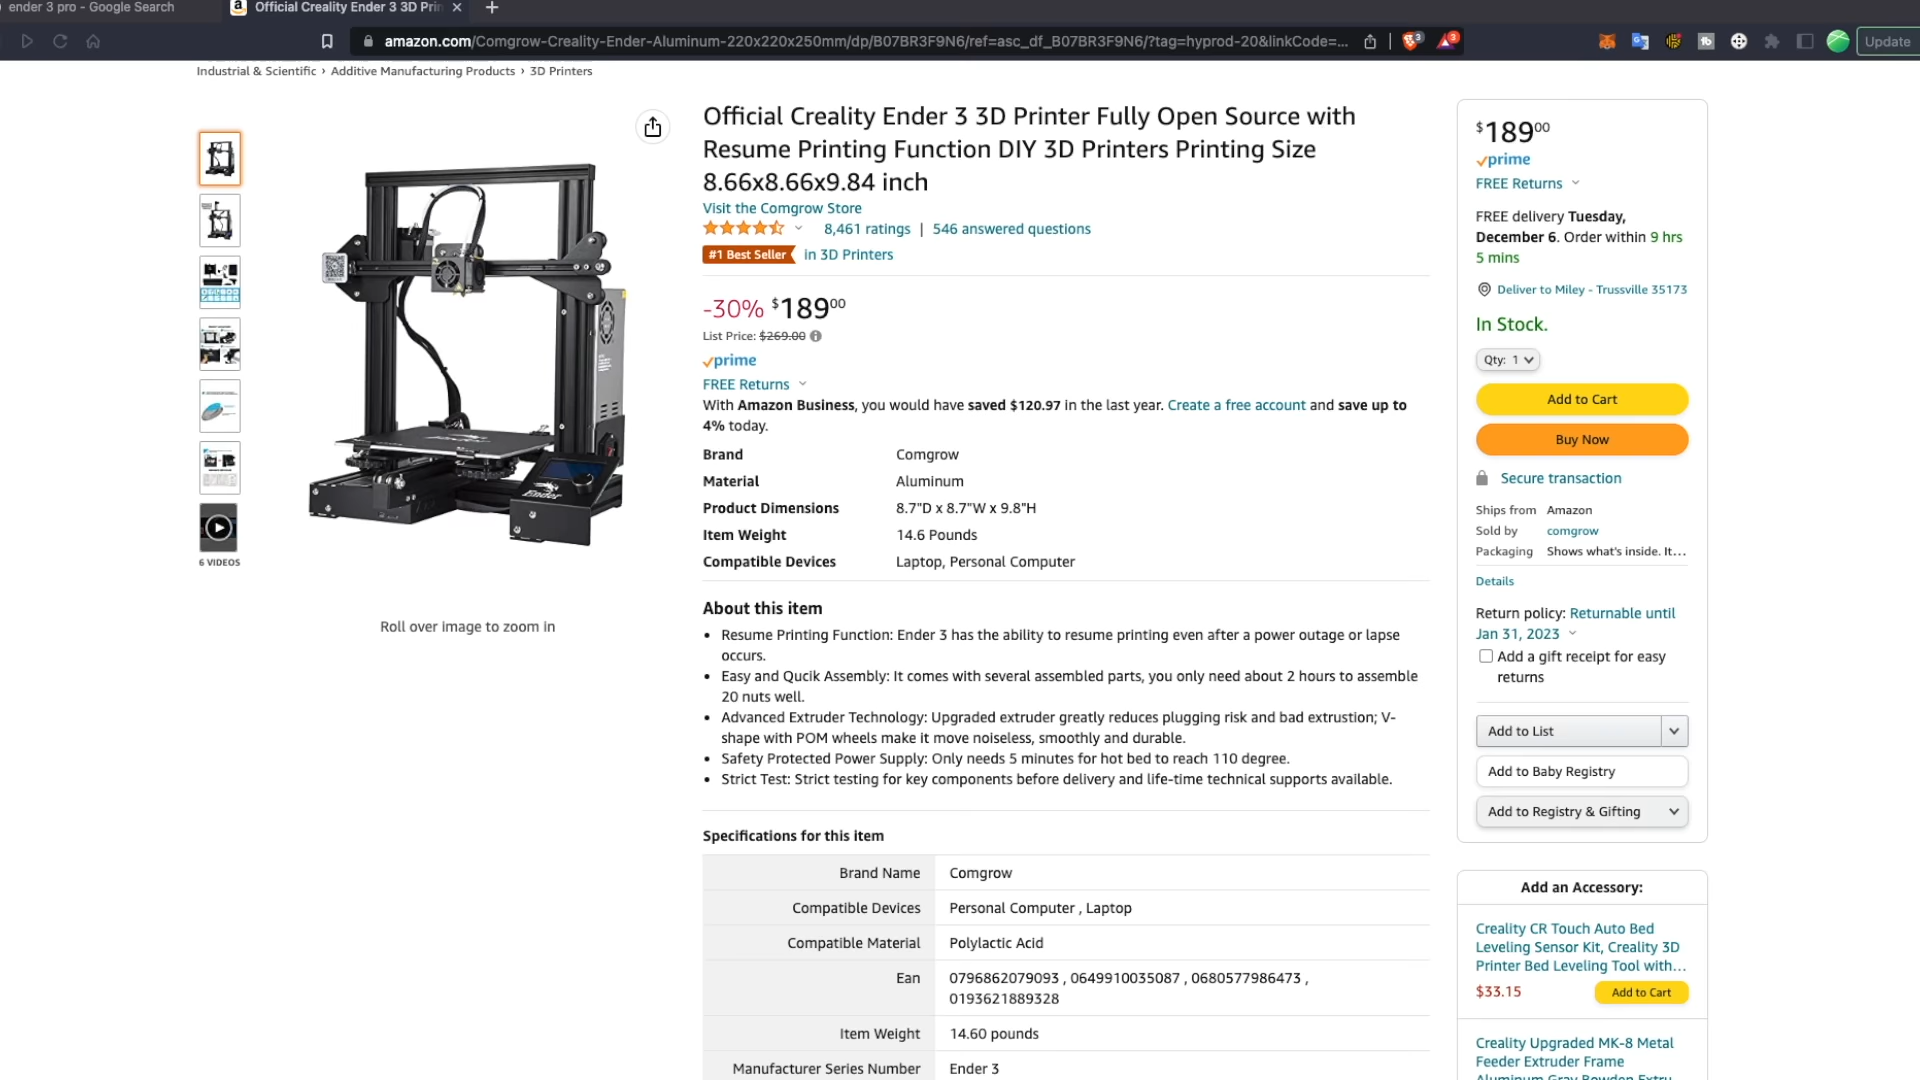 ender 3 pro - Google Search
Official Creality Ender 3 3D Prin
amazon.com/Comgrow-Creality-Ender-Aluminum-220x220x250mm/dp/B07BR3F9N6/ref=asc_df_B07BR3F9N6/?tag=hyprod-20&linkCode=...
3
3
Update
Industrial & Scientific › Additive Manufacturing Products › 3D Printers
6 VIDEOS
Roll over image to zoom in
Ender
Official Creality Ender 3 3D Printer Fully Open Source with
Resume Printing Function DIY 3D Printers Printing Size
8.66x8.66x9.84 inch
Visit the Comgrow Store
8,461 ratings | 546 answered questions
#1 Best Seller in 3D Printers
-30% $18900
List Price: $269.00
prime
FREE Returns
With Amazon Business, you would have saved $120.97 in the last year. Create a free account and save up to
4% today.
Brand Comgrow
Material Aluminum
Product Dimensions 8.7"D x 8.7"W x 9.8"H
Item Weight 14.6 Pounds
Compatible Devices Laptop, Personal Computer
About this item
• Resume Printing Function: Ender 3 has the ability to resume printing even after a power outage or lapse
occurs.
• Easy and Qucik Assembly: It comes with several assembled parts, you only need about 2 hours to assemble
20 nuts well.
• Advanced Extruder Technology: Upgraded extruder greatly reduces plugging risk and bad extrustion; V-
shape with POM wheels make it move noiseless, smoothly and durable.
• Safety Protected Power Supply: Only needs 5 minutes for hot bed to reach 110 degree.
• Strict Test: Strict testing for key components before delivery and life-time technical supports available.
Specifications for this item
Brand Name Comgrow
Compatible Devices Personal Computer , Laptop
Compatible Material Polylactic Acid
Ean 0796862079093 , 0649910035087 , 0680577986473 ,
0193621889328
Item Weight 14.60 pounds
Manufacturer Series Number Ender 3
$18900
prime
FREE Returns
FREE delivery Tuesday,
December 6. Order within 9 hrs
5 mins
Deliver to Miley - Trussville 35173
In Stock.
Qty: 1
Add to Cart
Buy Now
Secure transaction
Ships from Amazon
Sold by comgrow
Packaging Shows what's inside. It...
Details
Return policy: Returnable until
Jan 31, 2023
Add a gift receipt for easy
returns
Add to List
Add to Baby Registry
Add to Registry & Gifting
Add an Accessory:
Creality CR Touch Auto Bed
Leveling Sensor Kit, Creality 3D
Printer Bed Leveling Tool with...
$33.15 Add to Cart
Creality Upgraded MK-8 Metal
Feeder Extruder Frame
Aluminum Gray Bowden Extru